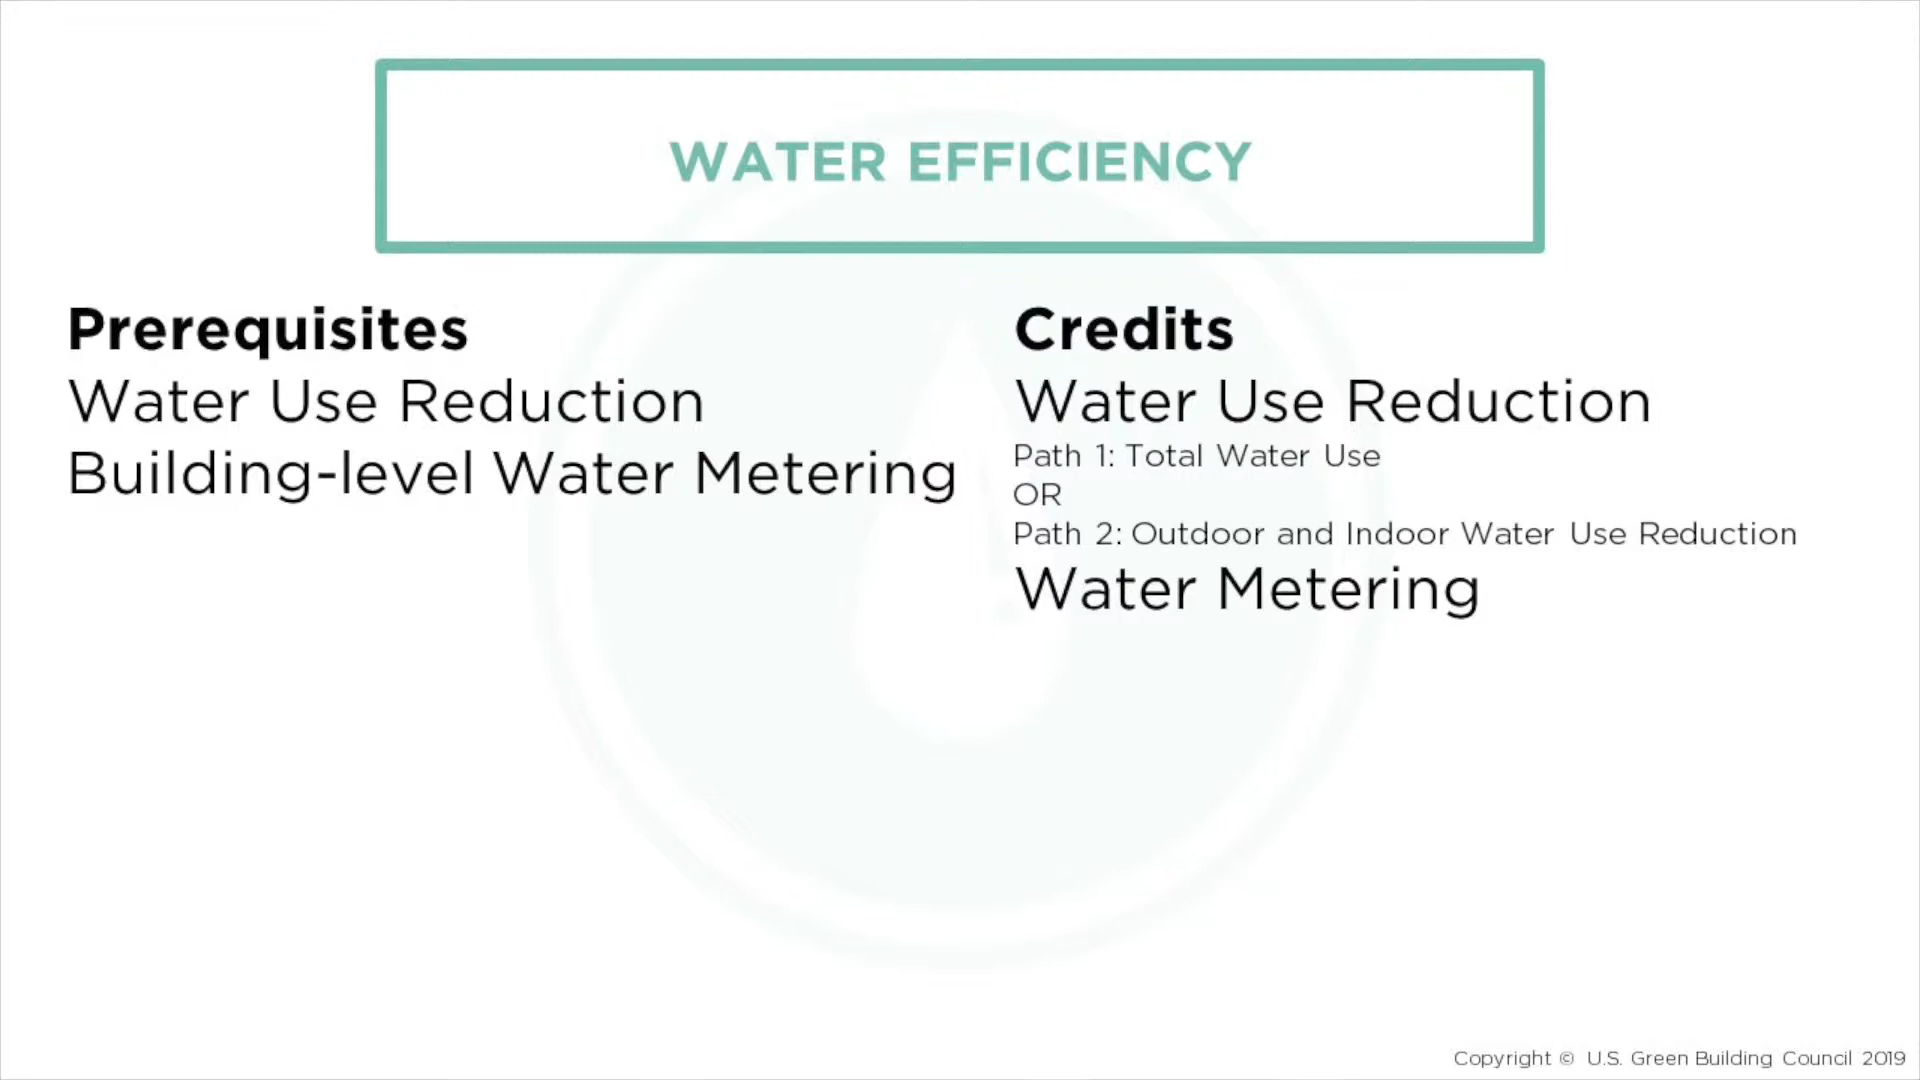 WATER EFFICIENCY
Prerequisites
Water Use Reduction
Building-level Water Metering
Credits
Water Use Reduction
Path 1: Total Water Use
OR
Path 2: Outdoor and Indoor Water Use Reduction
Water Metering
Copyright © U.S. Green Building Council 2019